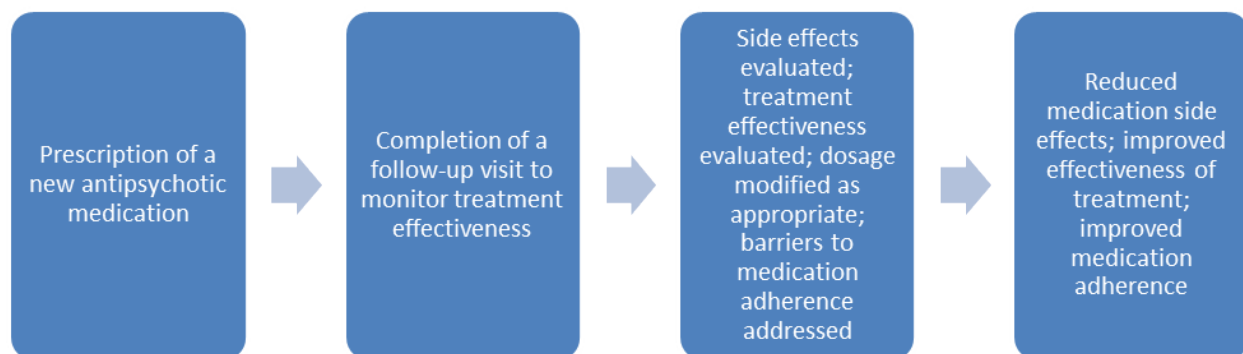 Prescription of a
new antipsychotic
medication
Completion of a
follow-up visit to
monitor treatment
effectiveness
Side effects
evaluated;
treatment
effectiveness
evaluated; dosage
modified as
appropriate;
barriers to
medication
adherence
addressed
Reduced
medication side
effects; improved
effectiveness of
treatment;
improved
medication
adherence